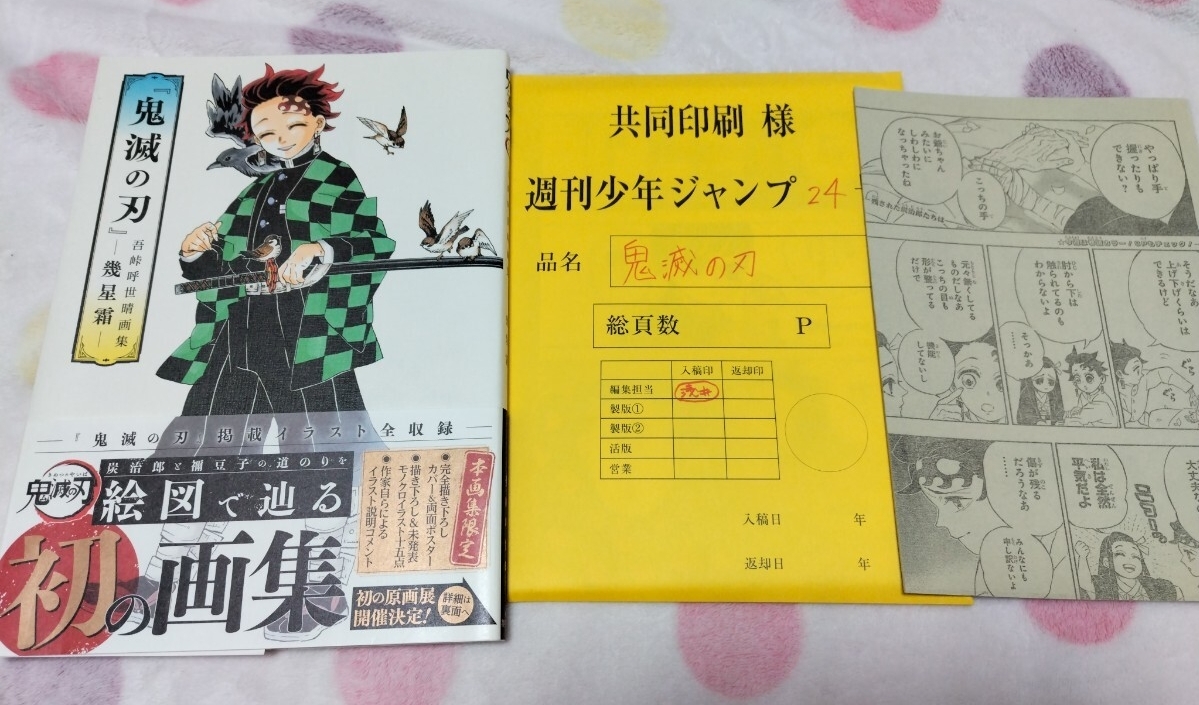 『鬼滅の刃』
吾峠呼世晴画集
―幾星霜―
『鬼滅の刃』掲載イラスト全収録
炭治郎と禰豆子の道のりを
鬼滅の刃
絵図で辿る
初の画集
本画集限定
●完全描き下ろし
カバー&両面ポスター
●描き下ろし&未発表
モノクロイラスト十五点
●作家自らによる
イラスト説明コメント
初の原画展
開催決定!
詳細は
裏面へ
共同印刷 様
週刊少年ジャンプ 24
品名
鬼滅の刃
総頁数 P
入稿印 返却印
編集担当
製版①
製版②
活版
営業
入稿日 年
返却日 年
やっぱり手
握ったりも
できない?
こっちの手
お爺ちゃん
みたいに
しわしわに
なっちゃったね
そうだなあ
上げ下げくらいは
できるけど
肘から下は
触られてるのも
わからないよ
そっかぁ
……
元々無くしてる
ものだしなあ
こっちの目も
形が整ってる
だけで
機能
してないし
大丈夫
私は全然
平気だよ
傷が残る
だろうなあ
みんなにも
申し訳ないよ